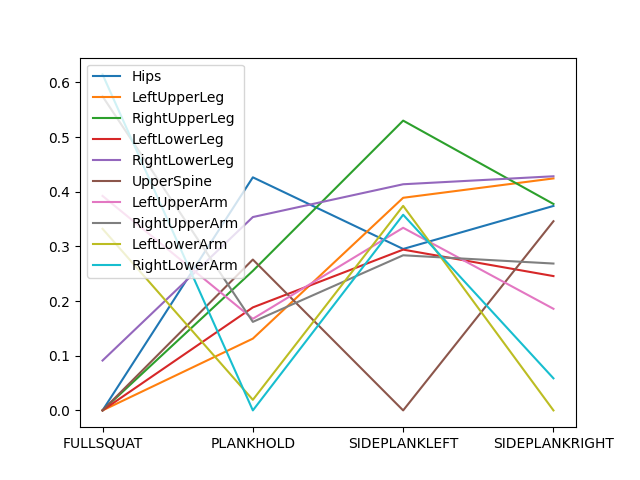 0.6
0.5
0.4
0.3
0.2
0.1
0.0
Hips
LeftUpperLeg
RightUpperLeg
LeftLowerLeg
RightLowerLeg
UpperSpine
LeftUpperArm
RightUpperArm
LeftLowerArm
RightLowerArm
FULLSQUAT PLANKHOLD SIDEPLANKLEFT SIDEPLANKRIGHT